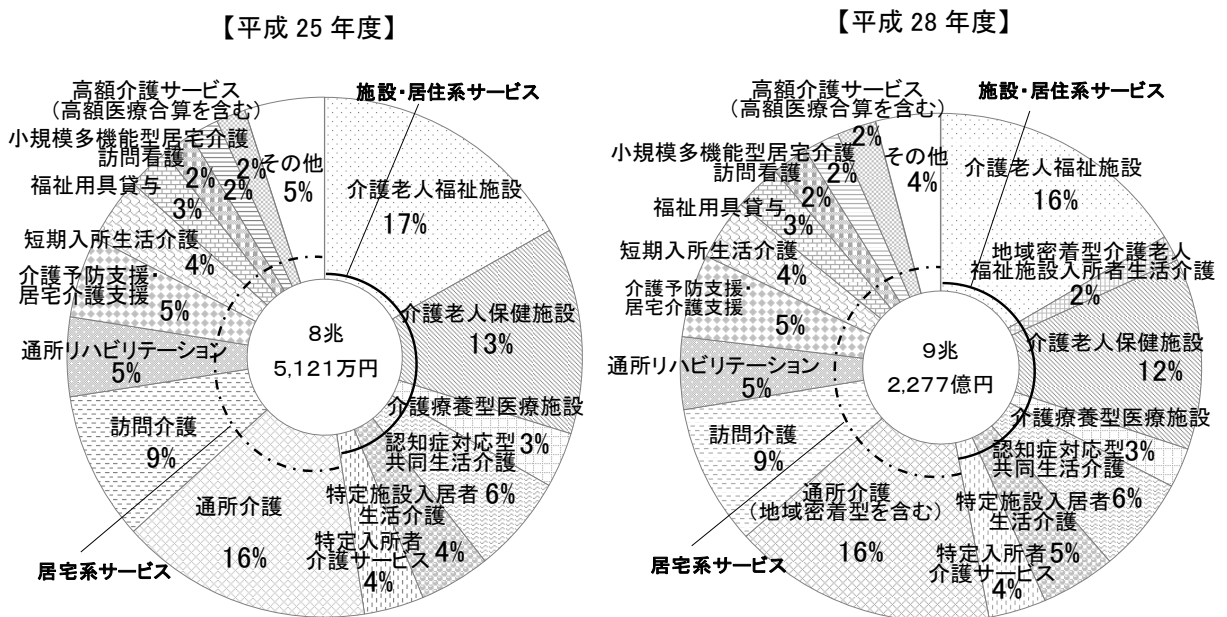 【平成 25 年度】
高額介護サービス
(高額医療合算を含む)
施設・居住系サービス
小規模多機能型居宅介護
2%
訪問看護
2%
2%
その他
5%
福祉用具貸与
3%
短期入所生活介護
4%
介護予防支援・
居宅介護支援
5%
通所リハビリテーション
5%
訪問介護
9%
通所介護
16%
居宅系サービス
介護老人福祉施設
17%
介護老人保健施設
13%
介護療養型医療施設
3%
認知症対応型
共同生活介護
6%
特定施設入居者
生活介護
4%
特定入所者
介護サービス
4%
8兆
5,121万円
【平成 28 年度】
高額介護サービス
(高額医療合算を含む)
2%
施設・居住系サービス
小規模多機能型居宅介護
2%
訪問看護
2%
その他
4%
福祉用具貸与
3%
短期入所生活介護
4%
介護予防支援・
居宅介護支援
5%
通所リハビリテーション
5%
訪問介護
9%
通所介護
(地域密着型を含む)
16%
居宅系サービス
介護老人福祉施設
16%
地域密着型介護老人
福祉施設入所者生活介護
2%
介護老人保健施設
12%
介護療養型医療施設
3%
認知症対応型
共同生活介護
6%
特定施設入居者
生活介護
5%
特定入所者
介護サービス
4%
9兆
2,277億円